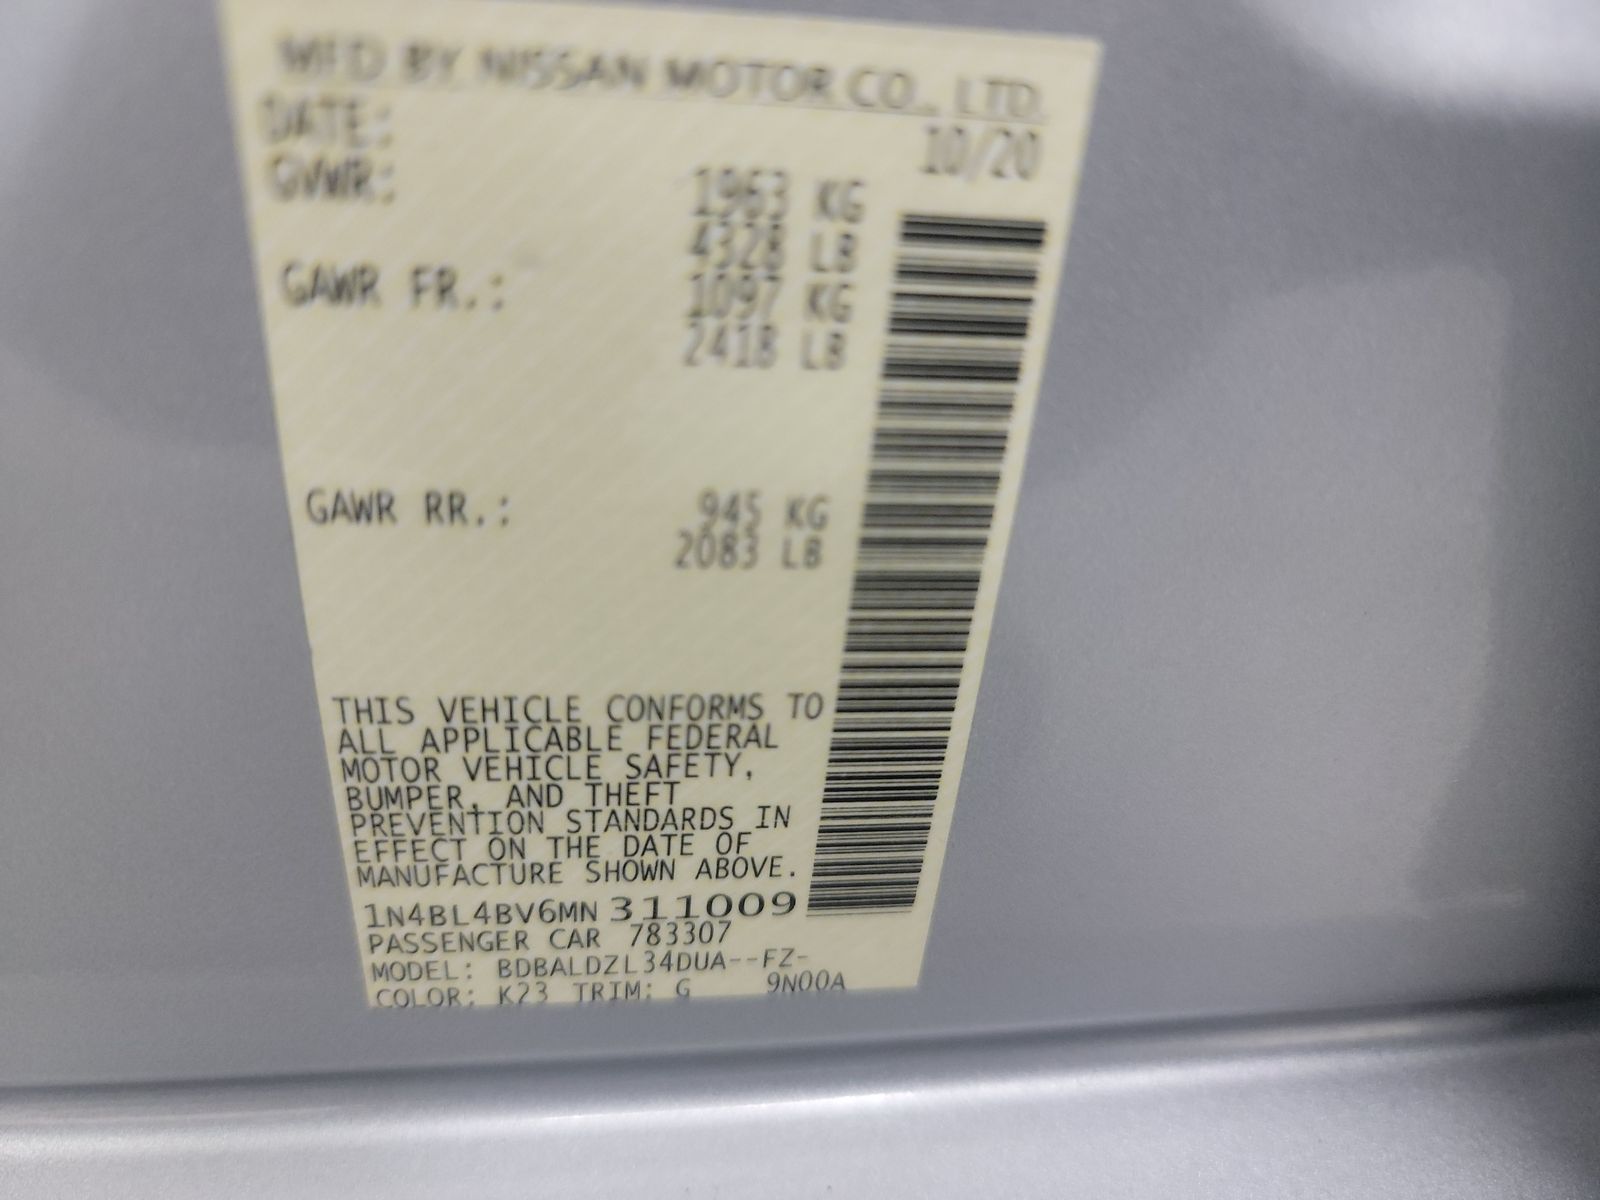 MFD BY NISSAN MOTOR CO., LTD.
DATE: 10/20
GVWR: 1963 KG
4328 LB
GAWR FR.: 1097 KG
2418 LB
GAWR RR.: 945 KG
2083 LB
THIS VEHICLE CONFORMS TO
ALL APPLICABLE FEDERAL
MOTOR VEHICLE SAFETY,
BUMPER, AND THEFT
PREVENTION STANDARDS IN
EFFECT ON THE DATE OF
MANUFACTURE SHOWN ABOVE.
1N4BL4BV6MN 311009
PASSENGER CAR 783307
MODEL: BDBALDZL34DUA--FZ-
COLOR: K23 TRIM: G 9N00A